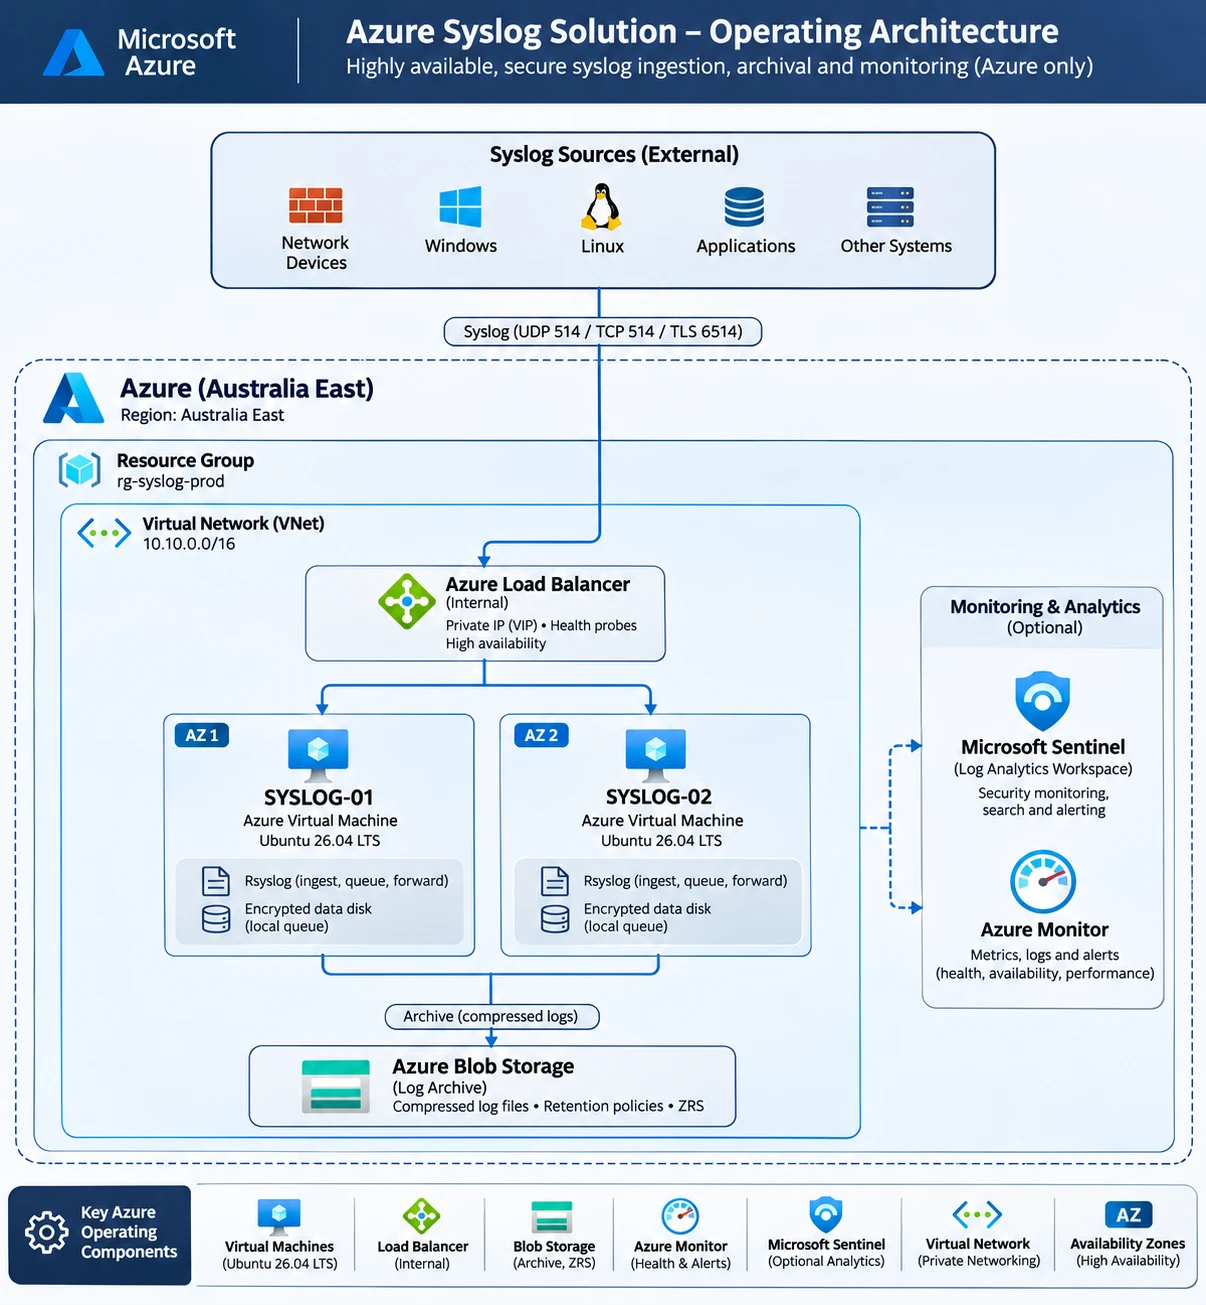 Microsoft
Azure
Azure Syslog Solution – Operating Architecture
Highly available, secure syslog ingestion, archival and monitoring (Azure only)
Syslog Sources (External)
Network
Devices
Windows
Linux
Applications
Other Systems
Syslog (UDP 514 / TCP 514 / TLS 6514)
Azure (Australia East)
Region: Australia East
Resource Group
rg-syslog-prod
Virtual Network (VNet)
10.10.0.0/16
Azure Load Balancer
(Internal)
Private IP (VIP) • Health probes
High availability
AZ 1
SYSLOG-01
Azure Virtual Machine
Ubuntu 26.04 LTS
Rsyslog (ingest, queue, forward)
Encrypted data disk
(local queue)
AZ 2
SYSLOG-02
Azure Virtual Machine
Ubuntu 26.04 LTS
Rsyslog (ingest, queue, forward)
Encrypted data disk
(local queue)
Archive (compressed logs)
Azure Blob Storage
(Log Archive)
Compressed log files • Retention policies • ZRS
Monitoring & Analytics
(Optional)
Microsoft Sentinel
(Log Analytics Workspace)
Security monitoring,
search and alerting
Azure Monitor
Metrics, logs and alerts
(health, availability, performance)
Key Azure
Operating
Components
Virtual Machines
(Ubuntu 26.04 LTS)
Load Balancer
(Internal)
Blob Storage
(Archive, ZRS)
Azure Monitor
(Health & Alerts)
Microsoft Sentinel
(Optional Analytics)
Virtual Network
(Private Networking)
AZ
Availability Zones
(High Availability)